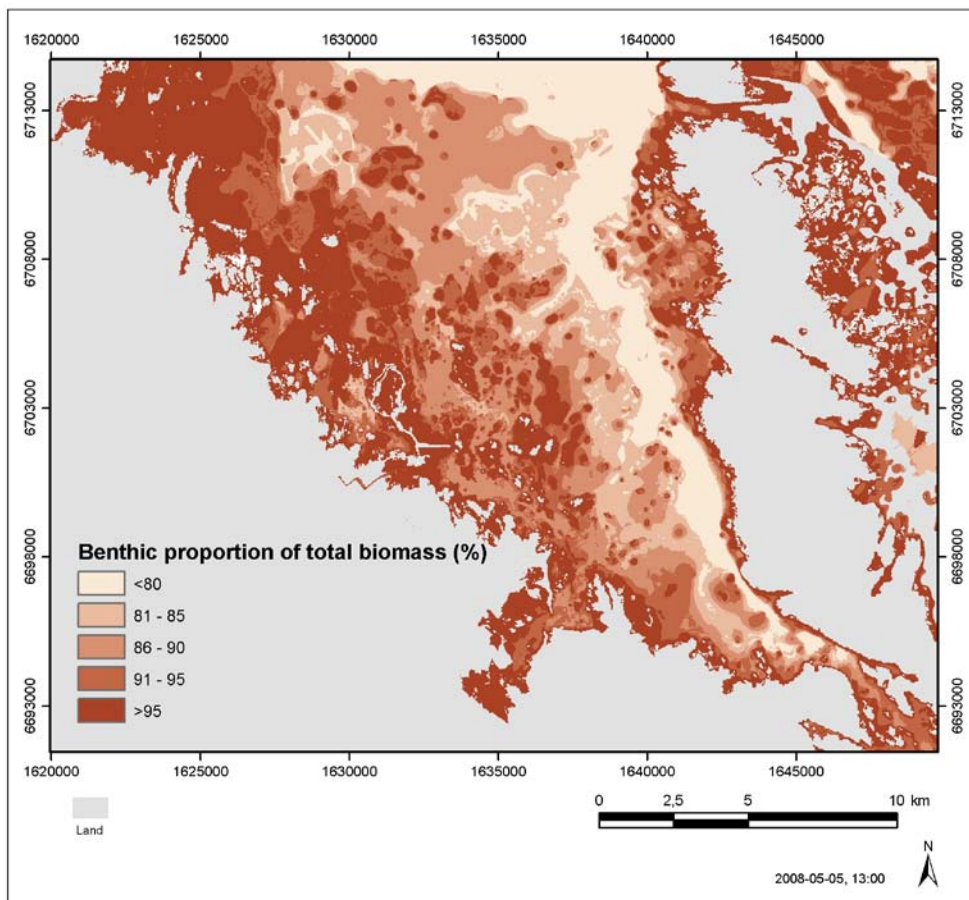 1620000 1625000 1630000 1635000 1640000 1645000
6713000 6713000
6708000 6708000
6703000 6703000
6698000 6698000
6693000 6693000
Benthic proportion of total biomass (%)
<80
81 - 85
86 - 90
91 - 95
>95
1620000 1625000 1630000 1635000 1640000 1645000
Land
0 2,5 5 10 km
N
2008-05-05, 13:00